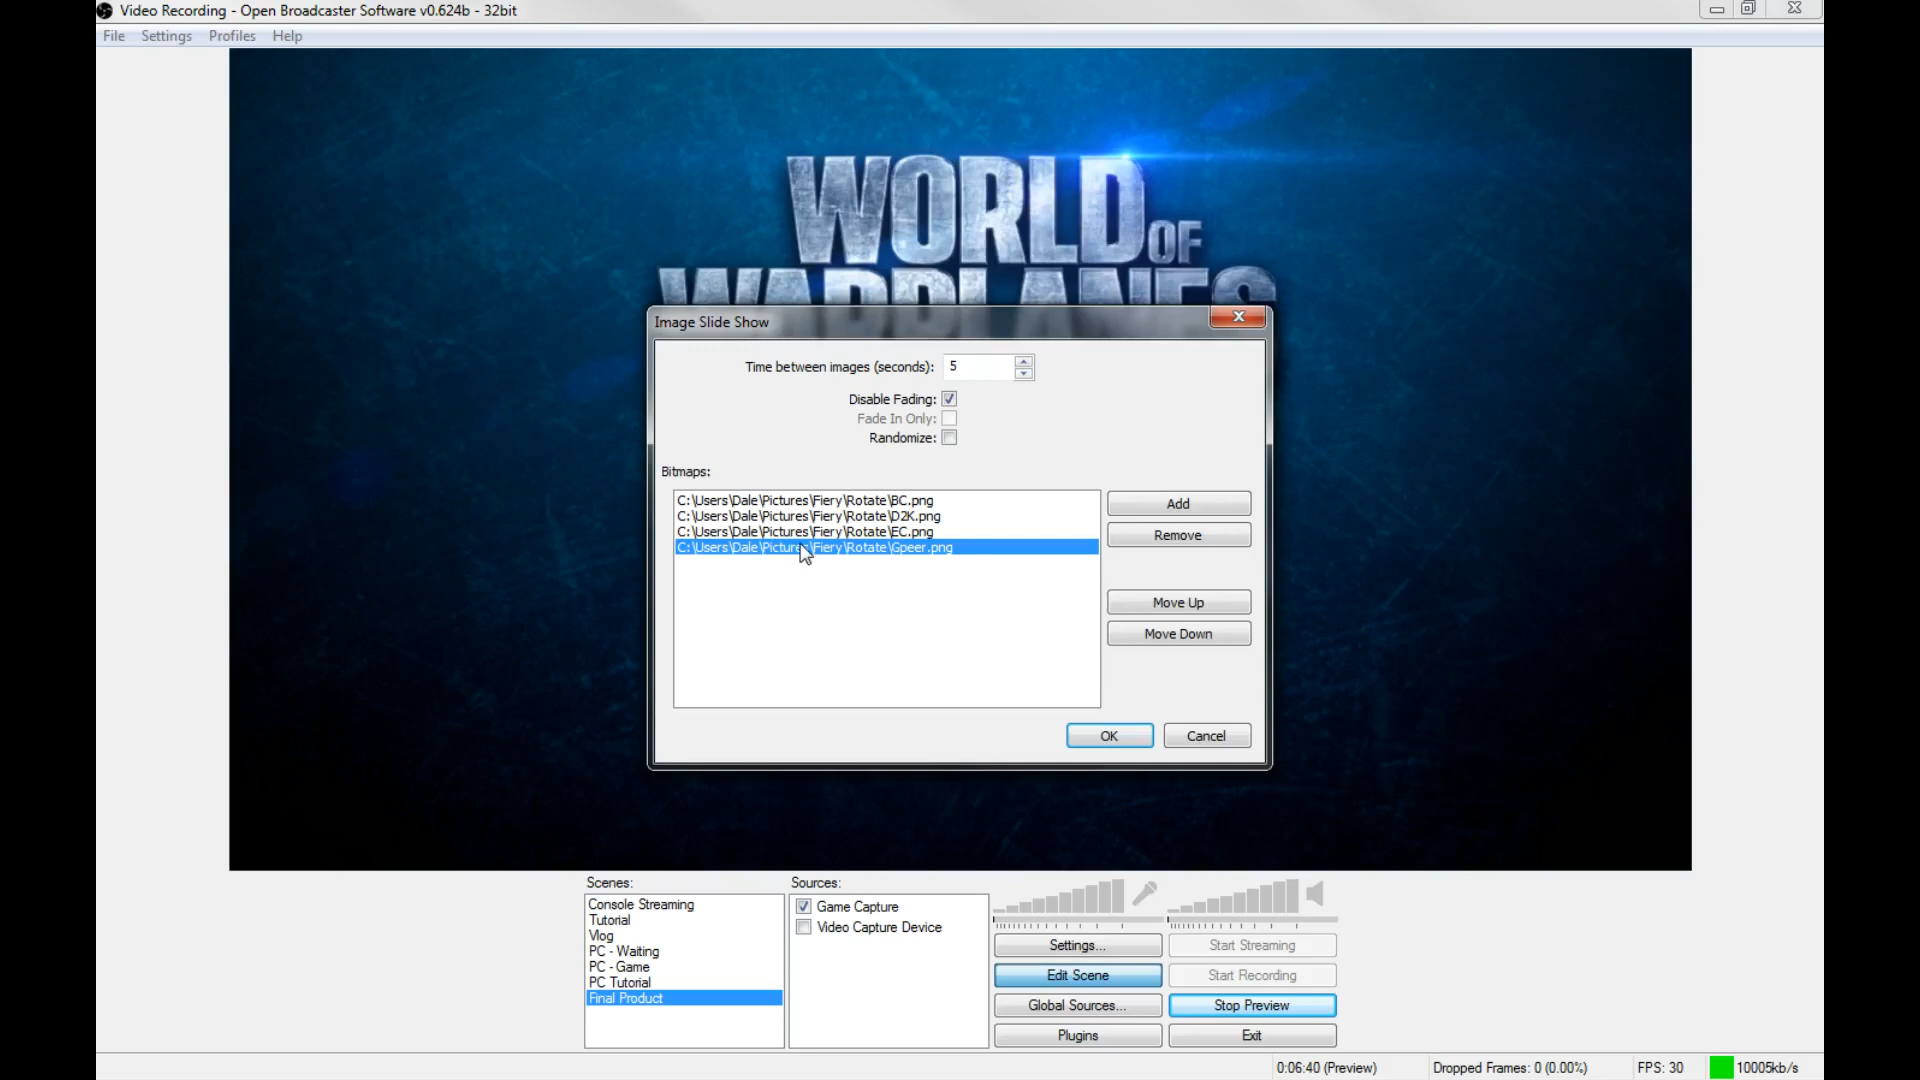 Video Recording - Open Broadcaster Software v0.624b - 32bit
File Settings Profiles Help
WORLD OF
WARPLANES
Image Slide Show
Time between images (seconds): 5
Disable Fading:
Fade In Only:
Randomize:
Bitmaps:
C:\Users\Dale\Pictures\Fiery\Rotate\BC.png
C:\Users\Dale\Pictures\Fiery\Rotate\D2K.png
C:\Users\Dale\Pictures\Fiery\Rotate\EC.png
C:\Users\Dale\Pictures\Fiery\Rotate\Gpeer.png
Add
Remove
Move Up
Move Down
OK Cancel
Scenes:
Console Streaming
Tutorial
Vlog
PC - Waiting
PC - Game
PC Tutorial
Final Product
Sources:
Game Capture
Video Capture Device
Settings... Start Streaming
Edit Scene Start Recording
Global Sources... Stop Preview
Plugins Exit
0:06:40 (Preview) Dropped Frames: 0 (0.00%) FPS: 30 10005kb/s